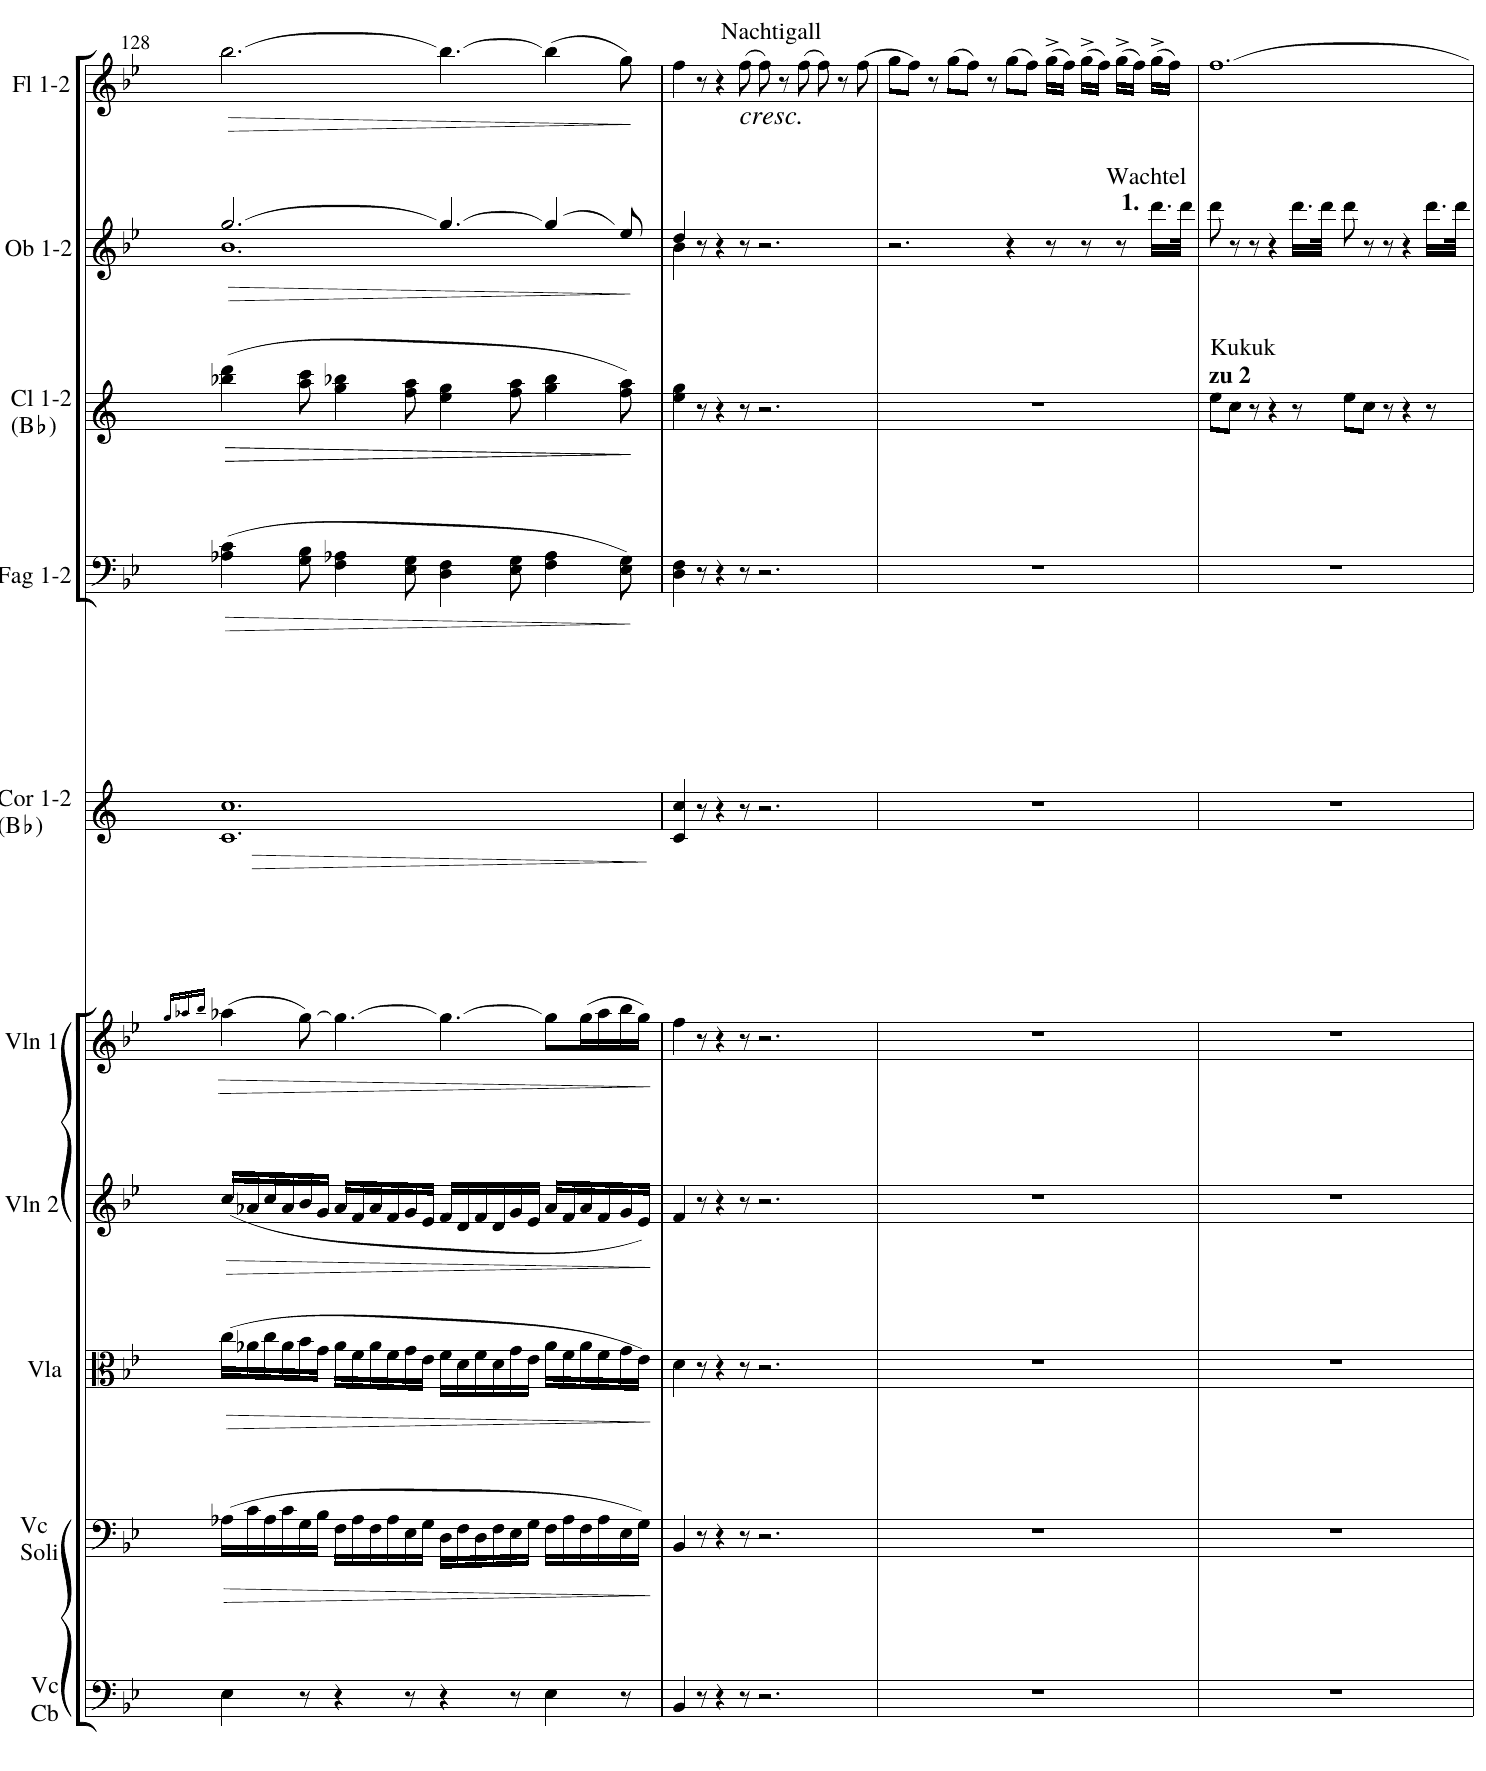 128
Nachtigall
Fl 1-2
cresc.
Wachtel
1.
Ob 1-2
Kukuk
zu 2
Cl 1-2
(B♭)
Fag 1-2
Cor 1-2
(B♭)
Vln 1
Vln 2
Vla
Vc
Soli
Vc
Cb